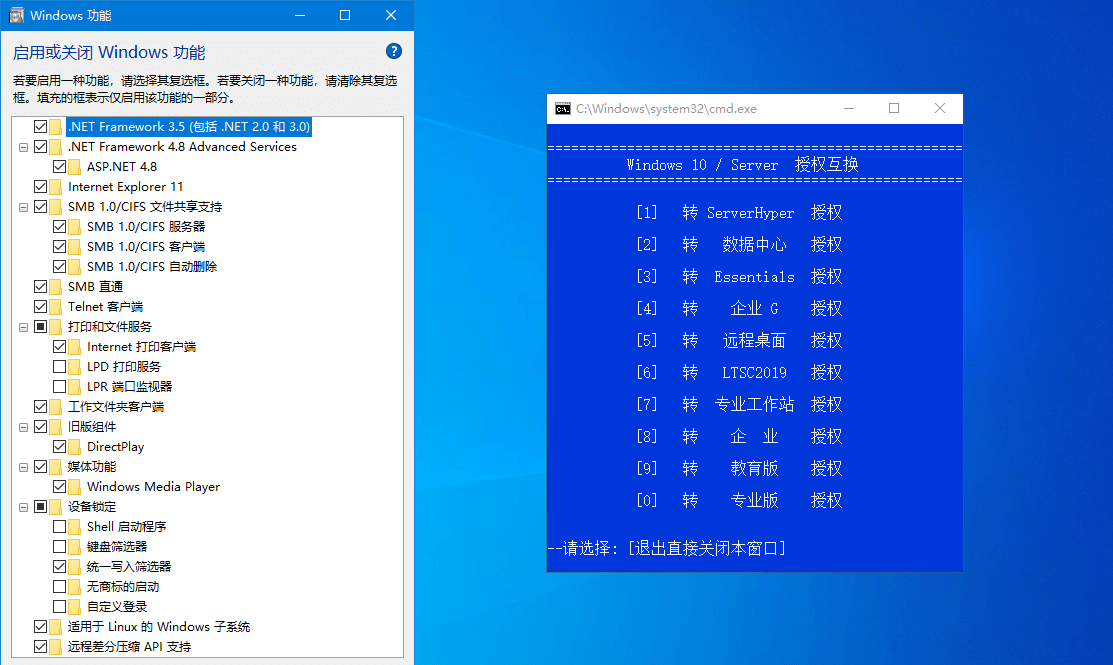 Windows 功能
启用或关闭 Windows 功能
?
若要启用一种功能，请选择其复选框。若要关闭一种功能，请清除其复选
框。填充的框表示仅启用该功能的一部分。
.NET Framework 3.5 (包括 .NET 2.0 和 3.0)
.NET Framework 4.8 Advanced Services
ASP.NET 4.8
Internet Explorer 11
SMB 1.0/CIFS 文件共享支持
SMB 1.0/CIFS 服务器
SMB 1.0/CIFS 客户端
SMB 1.0/CIFS 自动删除
SMB 直通
Telnet 客户端
打印和文件服务
Internet 打印客户端
LPD 打印服务
LPR 端口监视器
工作文件夹客户端
旧版组件
DirectPlay
媒体功能
Windows Media Player
设备锁定
Shell 启动程序
键盘筛选器
统一写入筛选器
无商标的启动
自定义登录
适用于 Linux 的 Windows 子系统
远程差分压缩 API 支持
C:\Windows\system32\cmd.exe
====================================================
Windows 10 / Server 授权互换
====================================================
[1] 转 ServerHyper 授权
[2] 转 数据中心 授权
[3] 转 Essentials 授权
[4] 转 企业 G 授权
[5] 转 远程桌面 授权
[6] 转 LTSC2019 授权
[7] 转 专业工作站 授权
[8] 转 企 业 授权
[9] 转 教育版 授权
[0] 转 专业版 授权
--请选择: [退出直接关闭本窗口]